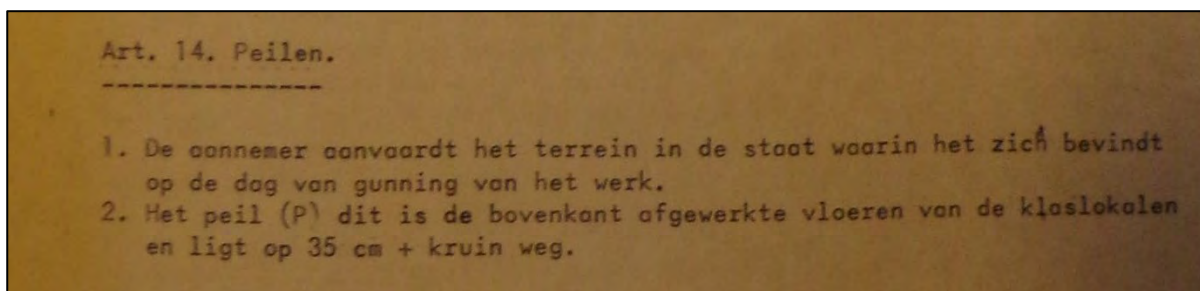 Art. 14. Peilen.
---------------
1. De aannemer aanvaardt het terrein in de staat waarin het zich bevindt
op de dag van gunning van het werk.
2. Het peil (P) dit is de bovenkant afgewerkte vloeren van de klaslokalen
en ligt op 35 cm + kruin weg.